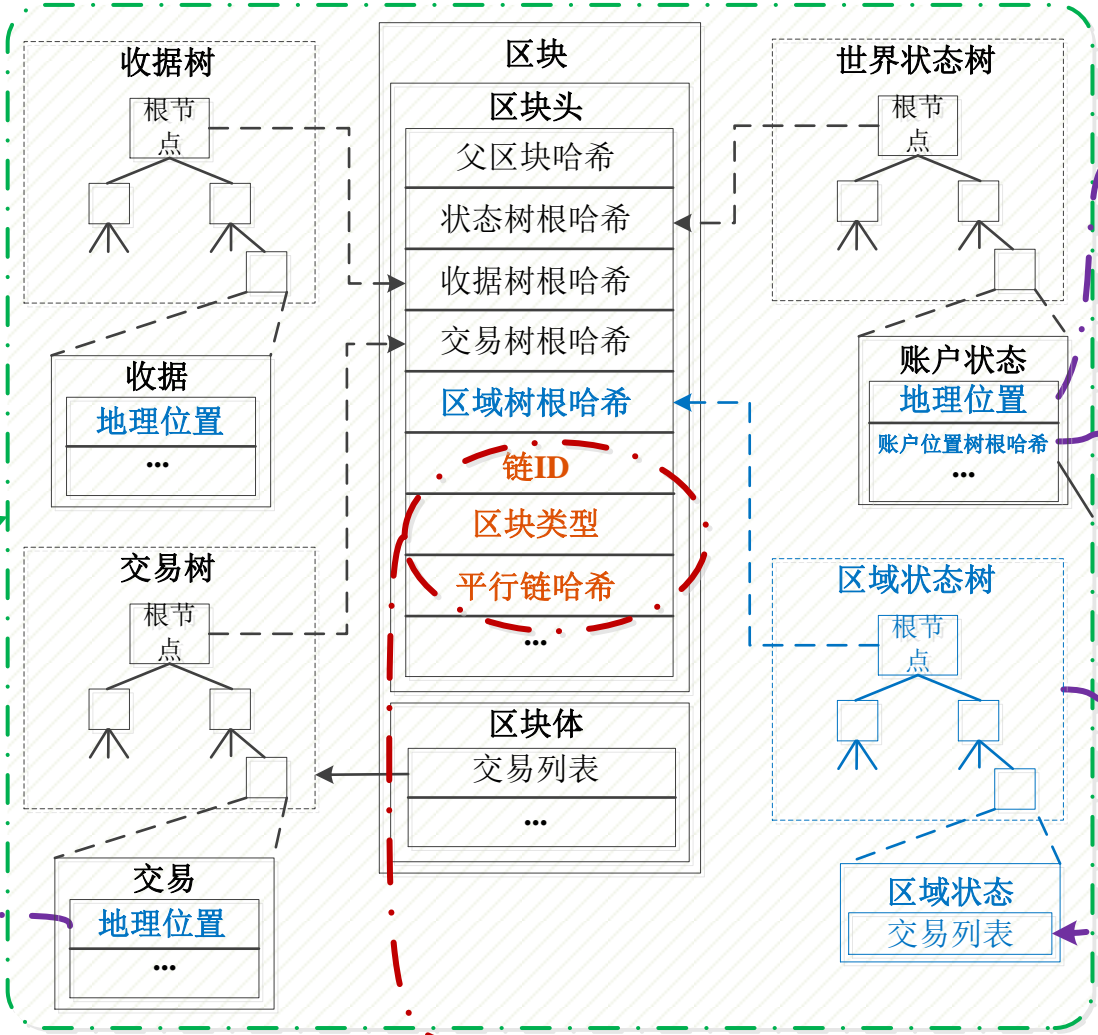 收据树
根节
点
收据
地理位置
...
交易树
根节
点
交易
地理位置
...
区块
区块头
父区块哈希
状态树根哈希
收据树根哈希
交易树根哈希
区域树根哈希
链ID
区块类型
平行链哈希
...
区块体
交易列表
...
世界状态树
根节
点
账户状态
地理位置
账户位置树根哈希
...
区域状态树
根节
点
区域状态
交易列表